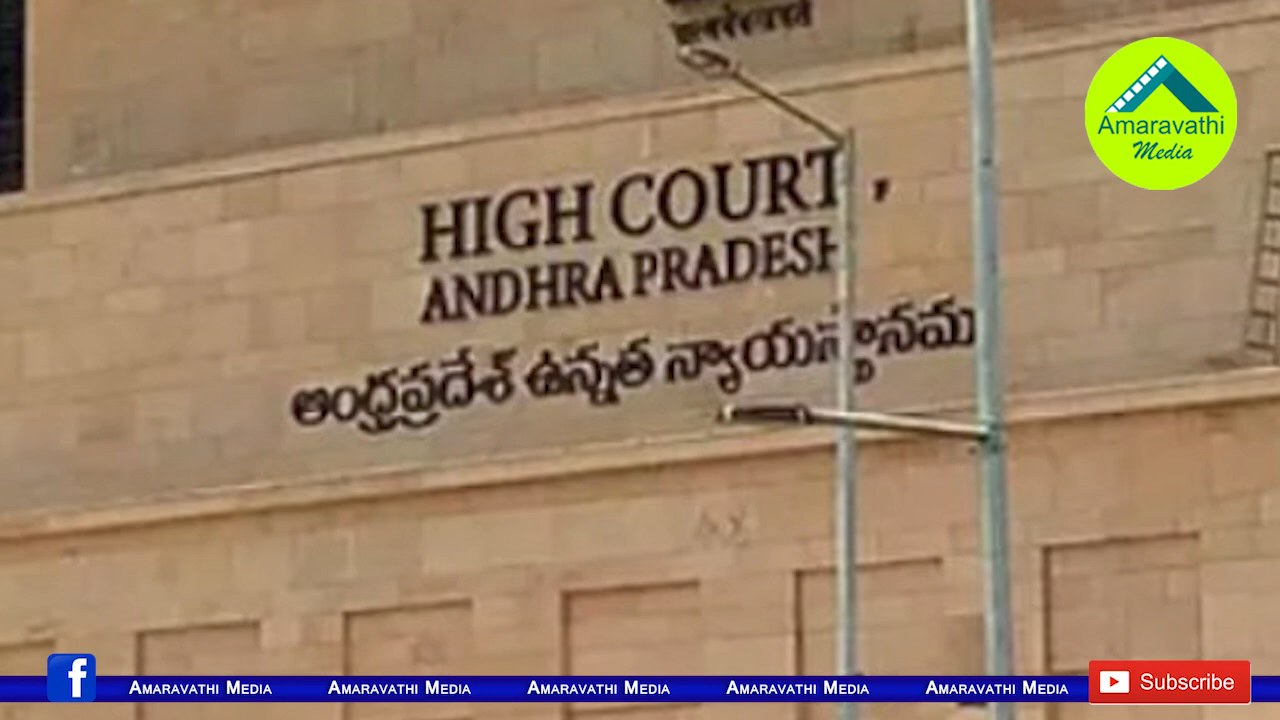 Amaravathi
Media
HIGH COURT,
ANDHRA PRADESH
ఆంధ్రప్రదేశ్ ఉన్నత న్యాయస్థానము
f
Amaravathi Media Amaravathi Media Amaravathi Media Amaravathi Media Amaravathi Media
Subscribe